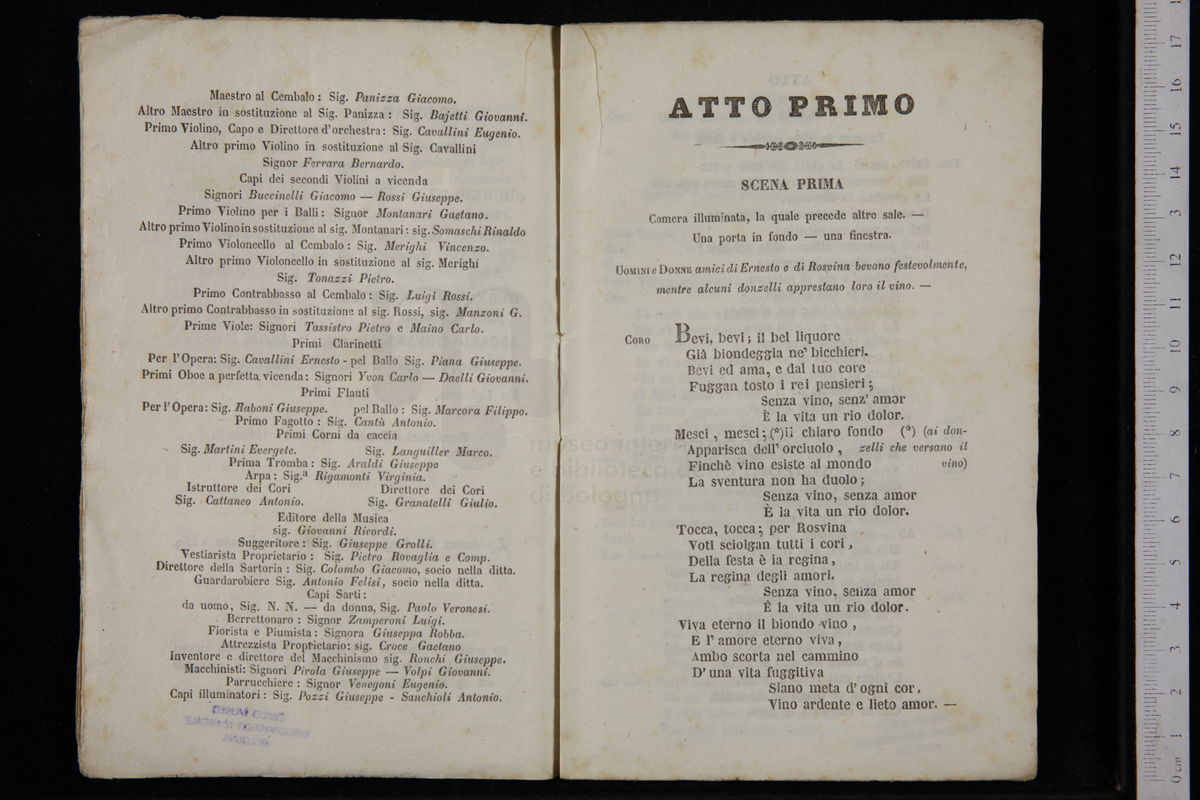 Maestro al Cembalo : Sig. Panizza Giacomo.
Altro Maestro in sostituzione al Sig. Panizza : Sig. Bajetti Giovanni.
Primo Violino, Capo e Direttore d'orchestra : Sig. Cavallini Eugenio.
Altro primo Violino in sostituzione al Sig. Cavallini
Signor Ferrara Bernardo.
Capi dei secondi Violini a vicenda
Signori Buccinelli Giacomo — Rossi Giuseppe.
Primo Violino per i Balli : Signor Montanari Gaetano.
Altro primo Violino in sostituzione al sig. Montanari : sig. Somaschi Rinaldo
Primo Violoncello al Cembalo : Sig. Merighi Vincenzo.
Altro primo Violoncello in sostituzione al sig. Merighi
Sig. Tonazzi Pietro.
Primo Contrabbasso al Cembalo : Sig. Luigi Rossi.
Altro primo Contrabbasso in sostituzione al sig. Rossi, sig. Manzoni G.
Prime Viole: Signori Tassistro Pietro e Maino Carlo.
Primi Clarinetti
Per l'Opera: Sig. Cavallini Ernesto - pel Ballo Sig. Piana Giuseppe.
Primi Oboe a perfetta vicenda : Signori Yvon Carlo — Daelli Giovanni.
Primi Flauti
Per l'Opera: Sig. Raboni Giuseppe. pel Ballo : Sig. Marcora Filippo.
Primo Fagotto : Sig. Cantù Antonio.
Primi Corni da caccia
Sig. Martini Evergete. Sig. Languiller Marco.
Prima Tromba : Sig. Araldi Giuseppe
Arpa : Sig.a Rigamonti Virginia.
Istruttore dei Cori Direttore dei Cori
Sig. Cattaneo Antonio. Sig. Granatelli Giulio.
Editore della Musica
sig. Giovanni Ricordi.
Suggeritore : Sig. Giuseppe Grolli.
Vestiarista Proprietario : Sig. Pietro Rovaglia e Comp.
Direttore della Sartoria : Sig. Colombo Giacomo, socio nella ditta.
Guardarobiere Sig. Antonio Felisi, socio nella ditta.
Capi Sarti :
da uomo, Sig. N. N. — da donna, Sig. Paolo Veronesi.
Berrettonaro : Signor Zamperoni Luigi.
Fiorista e Piumista : Signora Giuseppa Robba.
Attrezzista Proprietario: sig. Croce Gaetano
Inventore e direttore del Macchinismo sig. Ronchi Giuseppe.
Macchinisti: Signori Pirola Giuseppe — Volpi Giovanni.
Parrucchiere : Signor Venegoni Eugenio.
Capi illuminatori : Sig. Pozzi Giuseppe - Sanchioli Antonio.
ATTO PRIMO
SCENA PRIMA
Camera illuminata, la quale precede altre sale. —
Una porta in fondo — una finestra.
UOMINI e DONNE amici di Ernesto e di Rosvina bevono festevolmente,
mentre alcuni donzelli apprestano loro il vino. —
CORO Bevi, bevi ; il bel liquore
Già biondeggia ne' bicchieri.
Bevi ed ama, e dal tuo core
Fuggan tosto i rei pensieri ;
Senza vino, senz' amor
È la vita un rio dolor.
Mesci , mesci ; (*) il chiaro fondo (*) (ai don-
Apparisca dell' orciuolo , zelli che versano il
Finchè vino esiste al mondo vino)
La sventura non ha duolo ;
Senza vino, senza amor
È la vita un rio dolor.
Tocca, tocca ; per Rosvina
Voti sciolgan tutti i cori ,
Della festa è la regina ,
La regina degli amori.
Senza vino, senza amor
È la vita un rio dolor.
Viva eterno il biondo vino ,
E l' amore eterno viva ,
Ambo scorta nel cammino
D' una vita fuggitiva
Siano meta d' ogni cor ,
Vino ardente e lieto amor. —